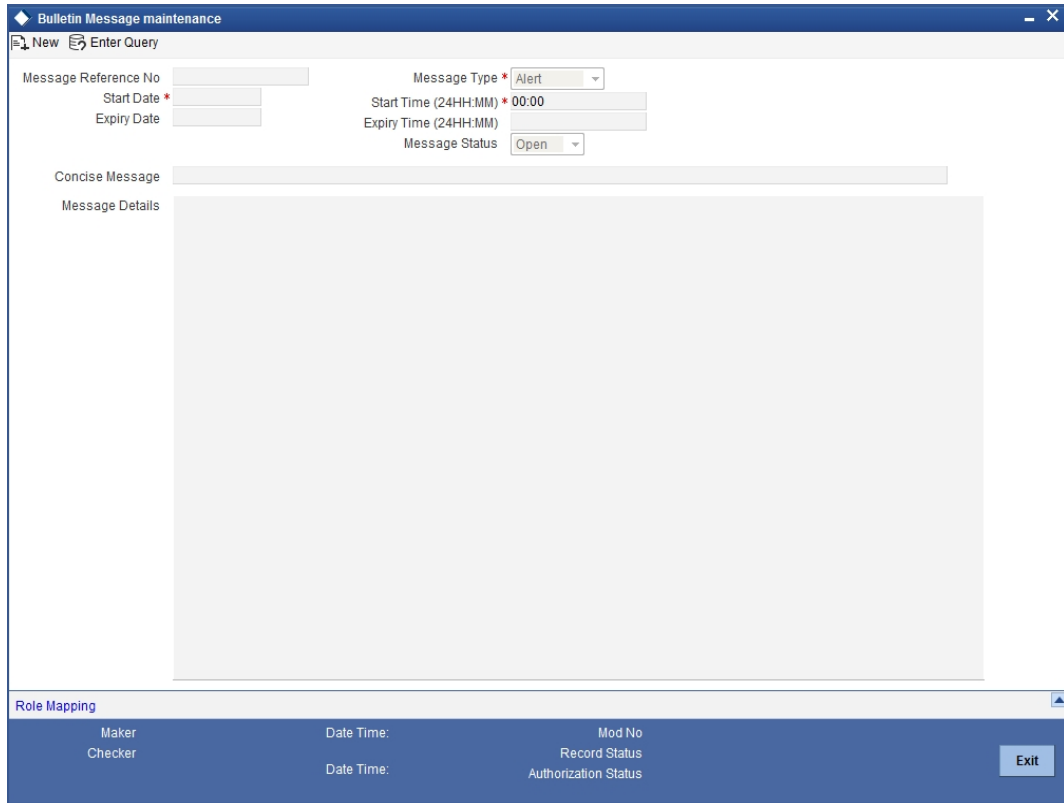 Bulletin Message maintenance
New Enter Query
Message Reference No Message Type * Alert
Start Date * Start Time (24HH:MM) * 00:00
Expiry Date Expiry Time (24HH:MM)
Message Status Open
Concise Message
Message Details
Role Mapping
Maker Date Time: Mod No
Checker Record Status
Date Time: Authorization Status
Exit